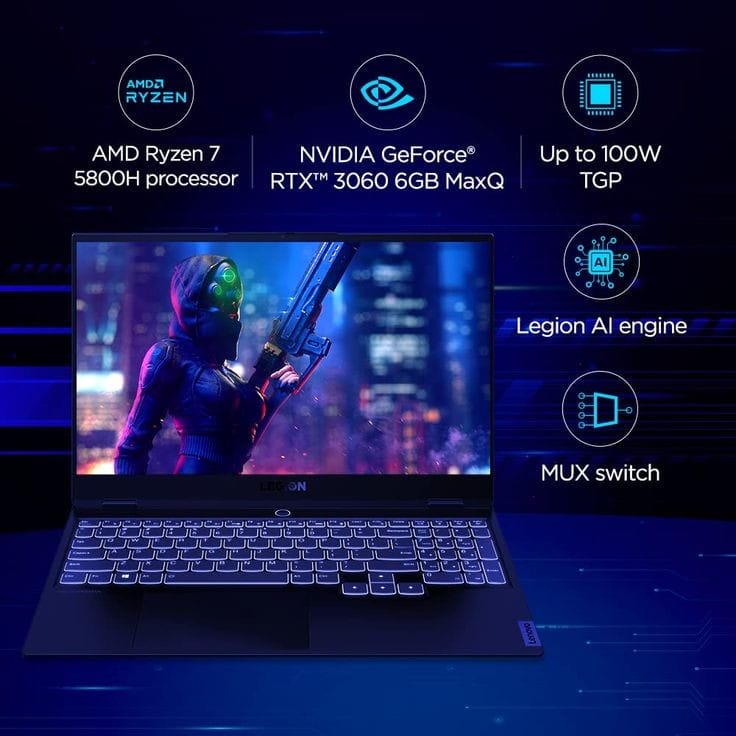 AMD
RYZEN
AMD Ryzen 7
5800H processor
NVIDIA GeForce®
RTX™ 3060 6GB MaxQ
Up to 100W
TGP
AI
Legion AI engine
MUX switch
LEGION
Lenovo